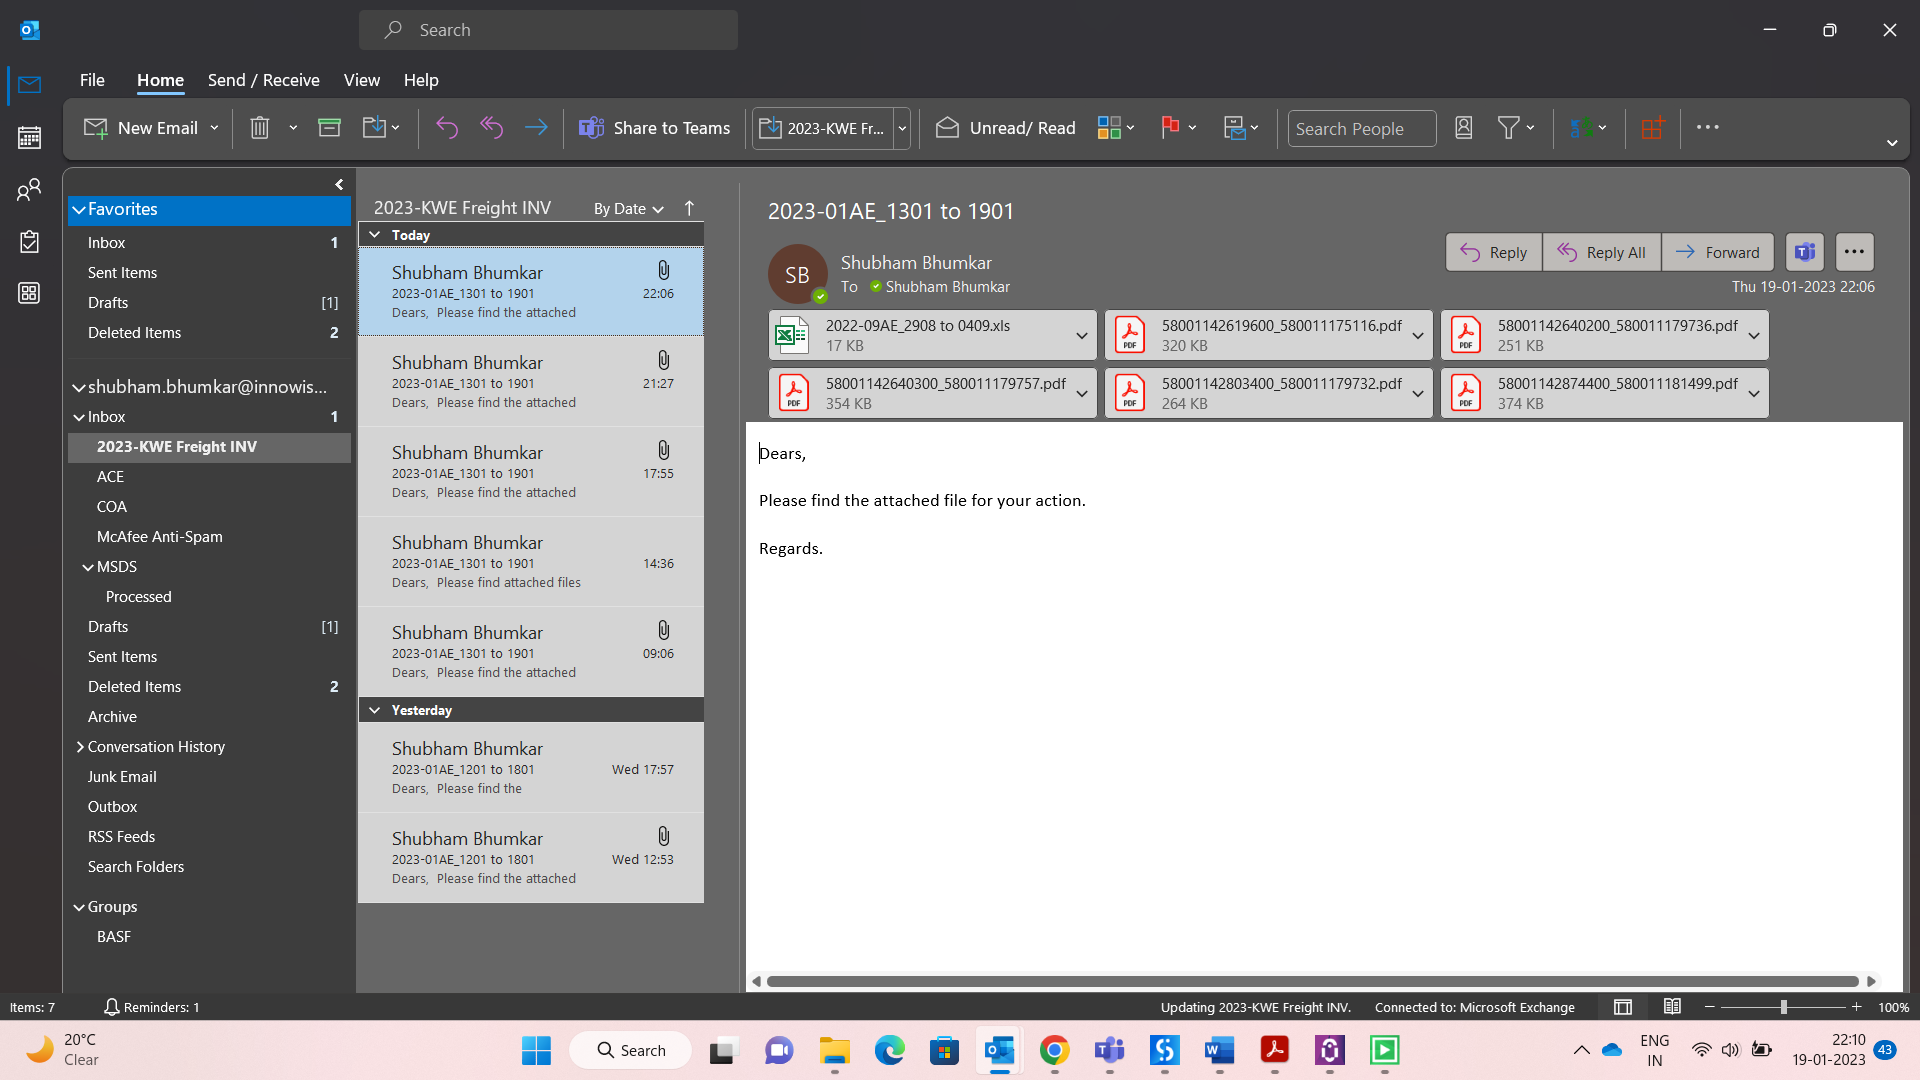 Search
File
Home
Send / Receive
View
Help
New Email
Share to Teams
2023-KWE Fr...
Unread/ Read
Search People
Favorites
Inbox 1
Sent Items
Drafts [1]
Deleted Items 2
shubham.bhumkar@innowis...
Inbox 1
2023-KWE Freight INV
ACE
COA
McAfee Anti-Spam
MSDS
Processed
Drafts [1]
Sent Items
Deleted Items 2
Archive
Conversation History
Junk Email
Outbox
RSS Feeds
Search Folders
Groups
BASF
2023-KWE Freight INV By Date
Today
Shubham Bhumkar
2023-01AE_1301 to 1901 22:06
Dears, Please find the attached
Shubham Bhumkar
2023-01AE_1301 to 1901 21:27
Dears, Please find the attached
Shubham Bhumkar
2023-01AE_1301 to 1901 17:55
Dears, Please find the attached
Shubham Bhumkar
2023-01AE_1301 to 1901 14:36
Dears, Please find attached files
Shubham Bhumkar
2023-01AE_1301 to 1901 09:06
Dears, Please find the attached
Yesterday
Shubham Bhumkar
2023-01AE_1201 to 1801 Wed 17:57
Dears, Please find the
Shubham Bhumkar
2023-01AE_1201 to 1801 Wed 12:53
Dears, Please find the attached
2023-01AE_1301 to 1901
SB
Shubham Bhumkar
To Shubham Bhumkar
Reply
Reply All
Forward
Thu 19-01-2023 22:06
2022-09AE_2908 to 0409.xls
17 KB
PDF
58001142619600_580011175116.pdf
320 KB
PDF
58001142640200_580011179736.pdf
251 KB
PDF
58001142640300_580011179757.pdf
354 KB
PDF
58001142803400_580011179732.pdf
264 KB
PDF
58001142874400_580011181499.pdf
374 KB
Dears,
Please find the attached file for your action.
Regards.
Items: 7
Reminders: 1
Updating 2023-KWE Freight INV.
Connected to: Microsoft Exchange
100%
20°C
Clear
Search
ENG
IN
22:10
19-01-2023
43